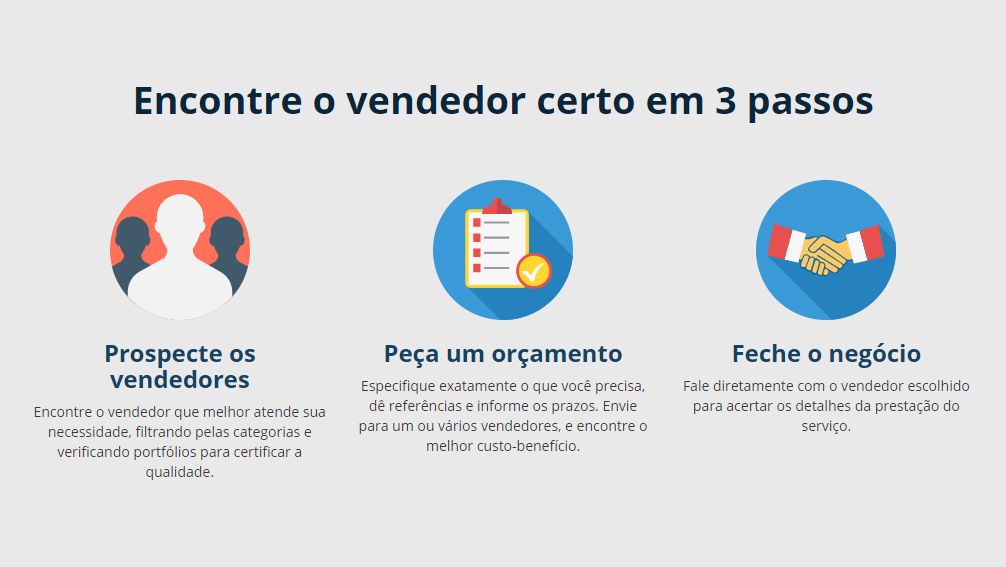 Encontre o vendedor certo em 3 passos
Prospecte os
vendedores
Encontre o vendedor que melhor atende sua
necessidade, filtrando pelas categorias e
verificando portfólios para certificar a
qualidade.
Peça um orçamento
Especifique exatamente o que você precisa,
dê referências e informe os prazos. Envie
para um ou vários vendedores, e encontre o
melhor custo-benefício.
Feche o negócio
Fale diretamente com o vendedor escolhido
para acertar os detalhes da prestação do
serviço.